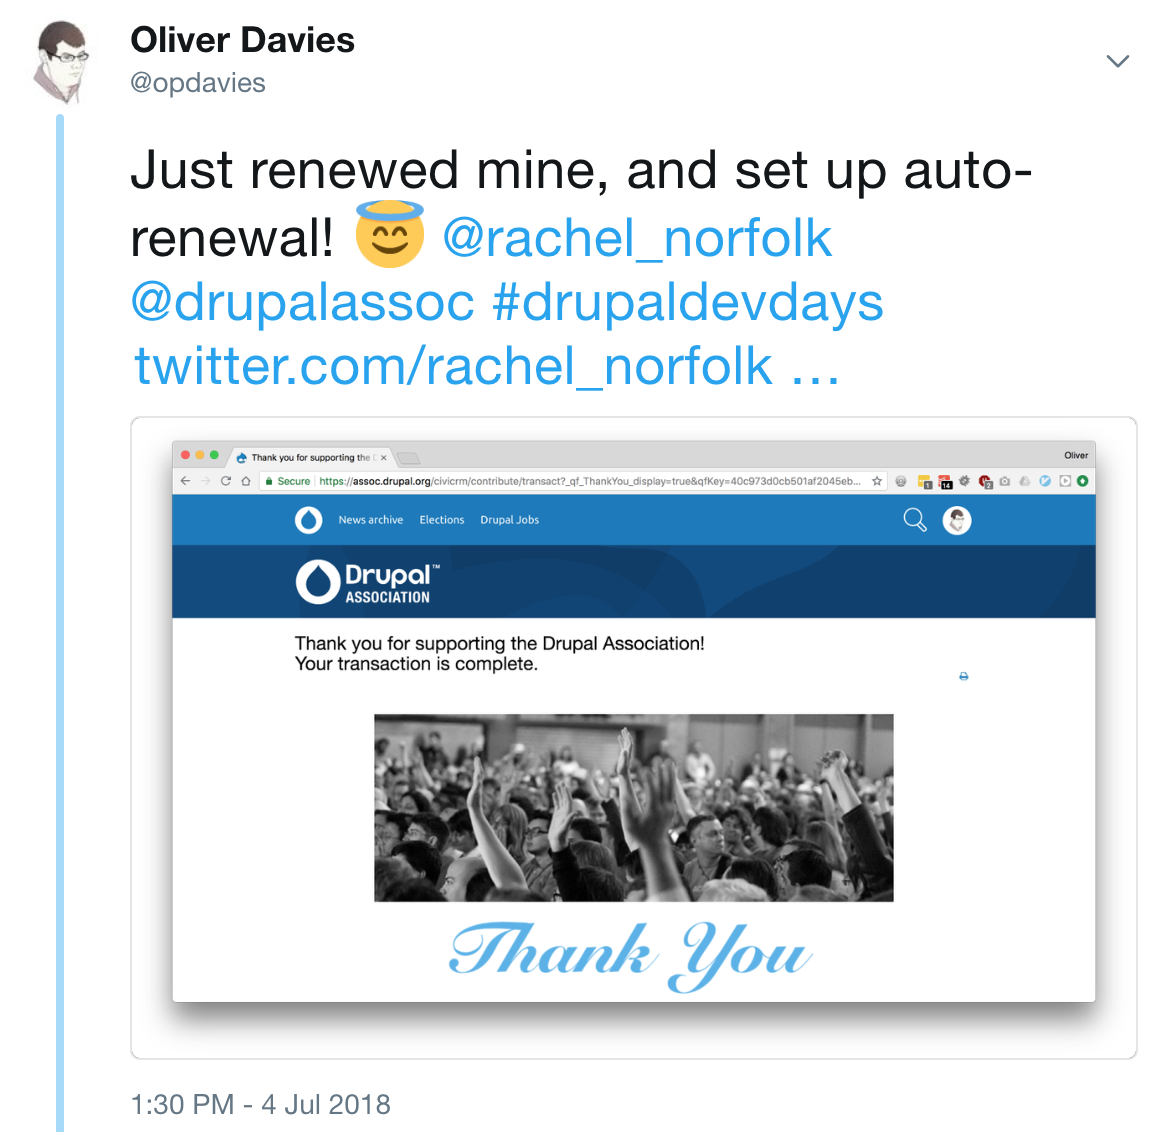 Oliver Davies
@opdavies
Just renewed mine, and set up auto-
renewal! 😇 @rachel_norfolk
@drupalassoc #drupaldevdays
twitter.com/rachel_norfolk …
Thank you for supporting the
Oliver
Secure https://assoc.drupal.org/civicrm/contribute/transact?_qf_ThankYou_display=true&qfKey=40c973d0cb501af2045eb...
1 14 2
News archive Elections Drupal Jobs
Drupal™
ASSOCIATION
Thank you for supporting the Drupal Association!
Your transaction is complete.
Thank You
1:30 PM - 4 Jul 2018